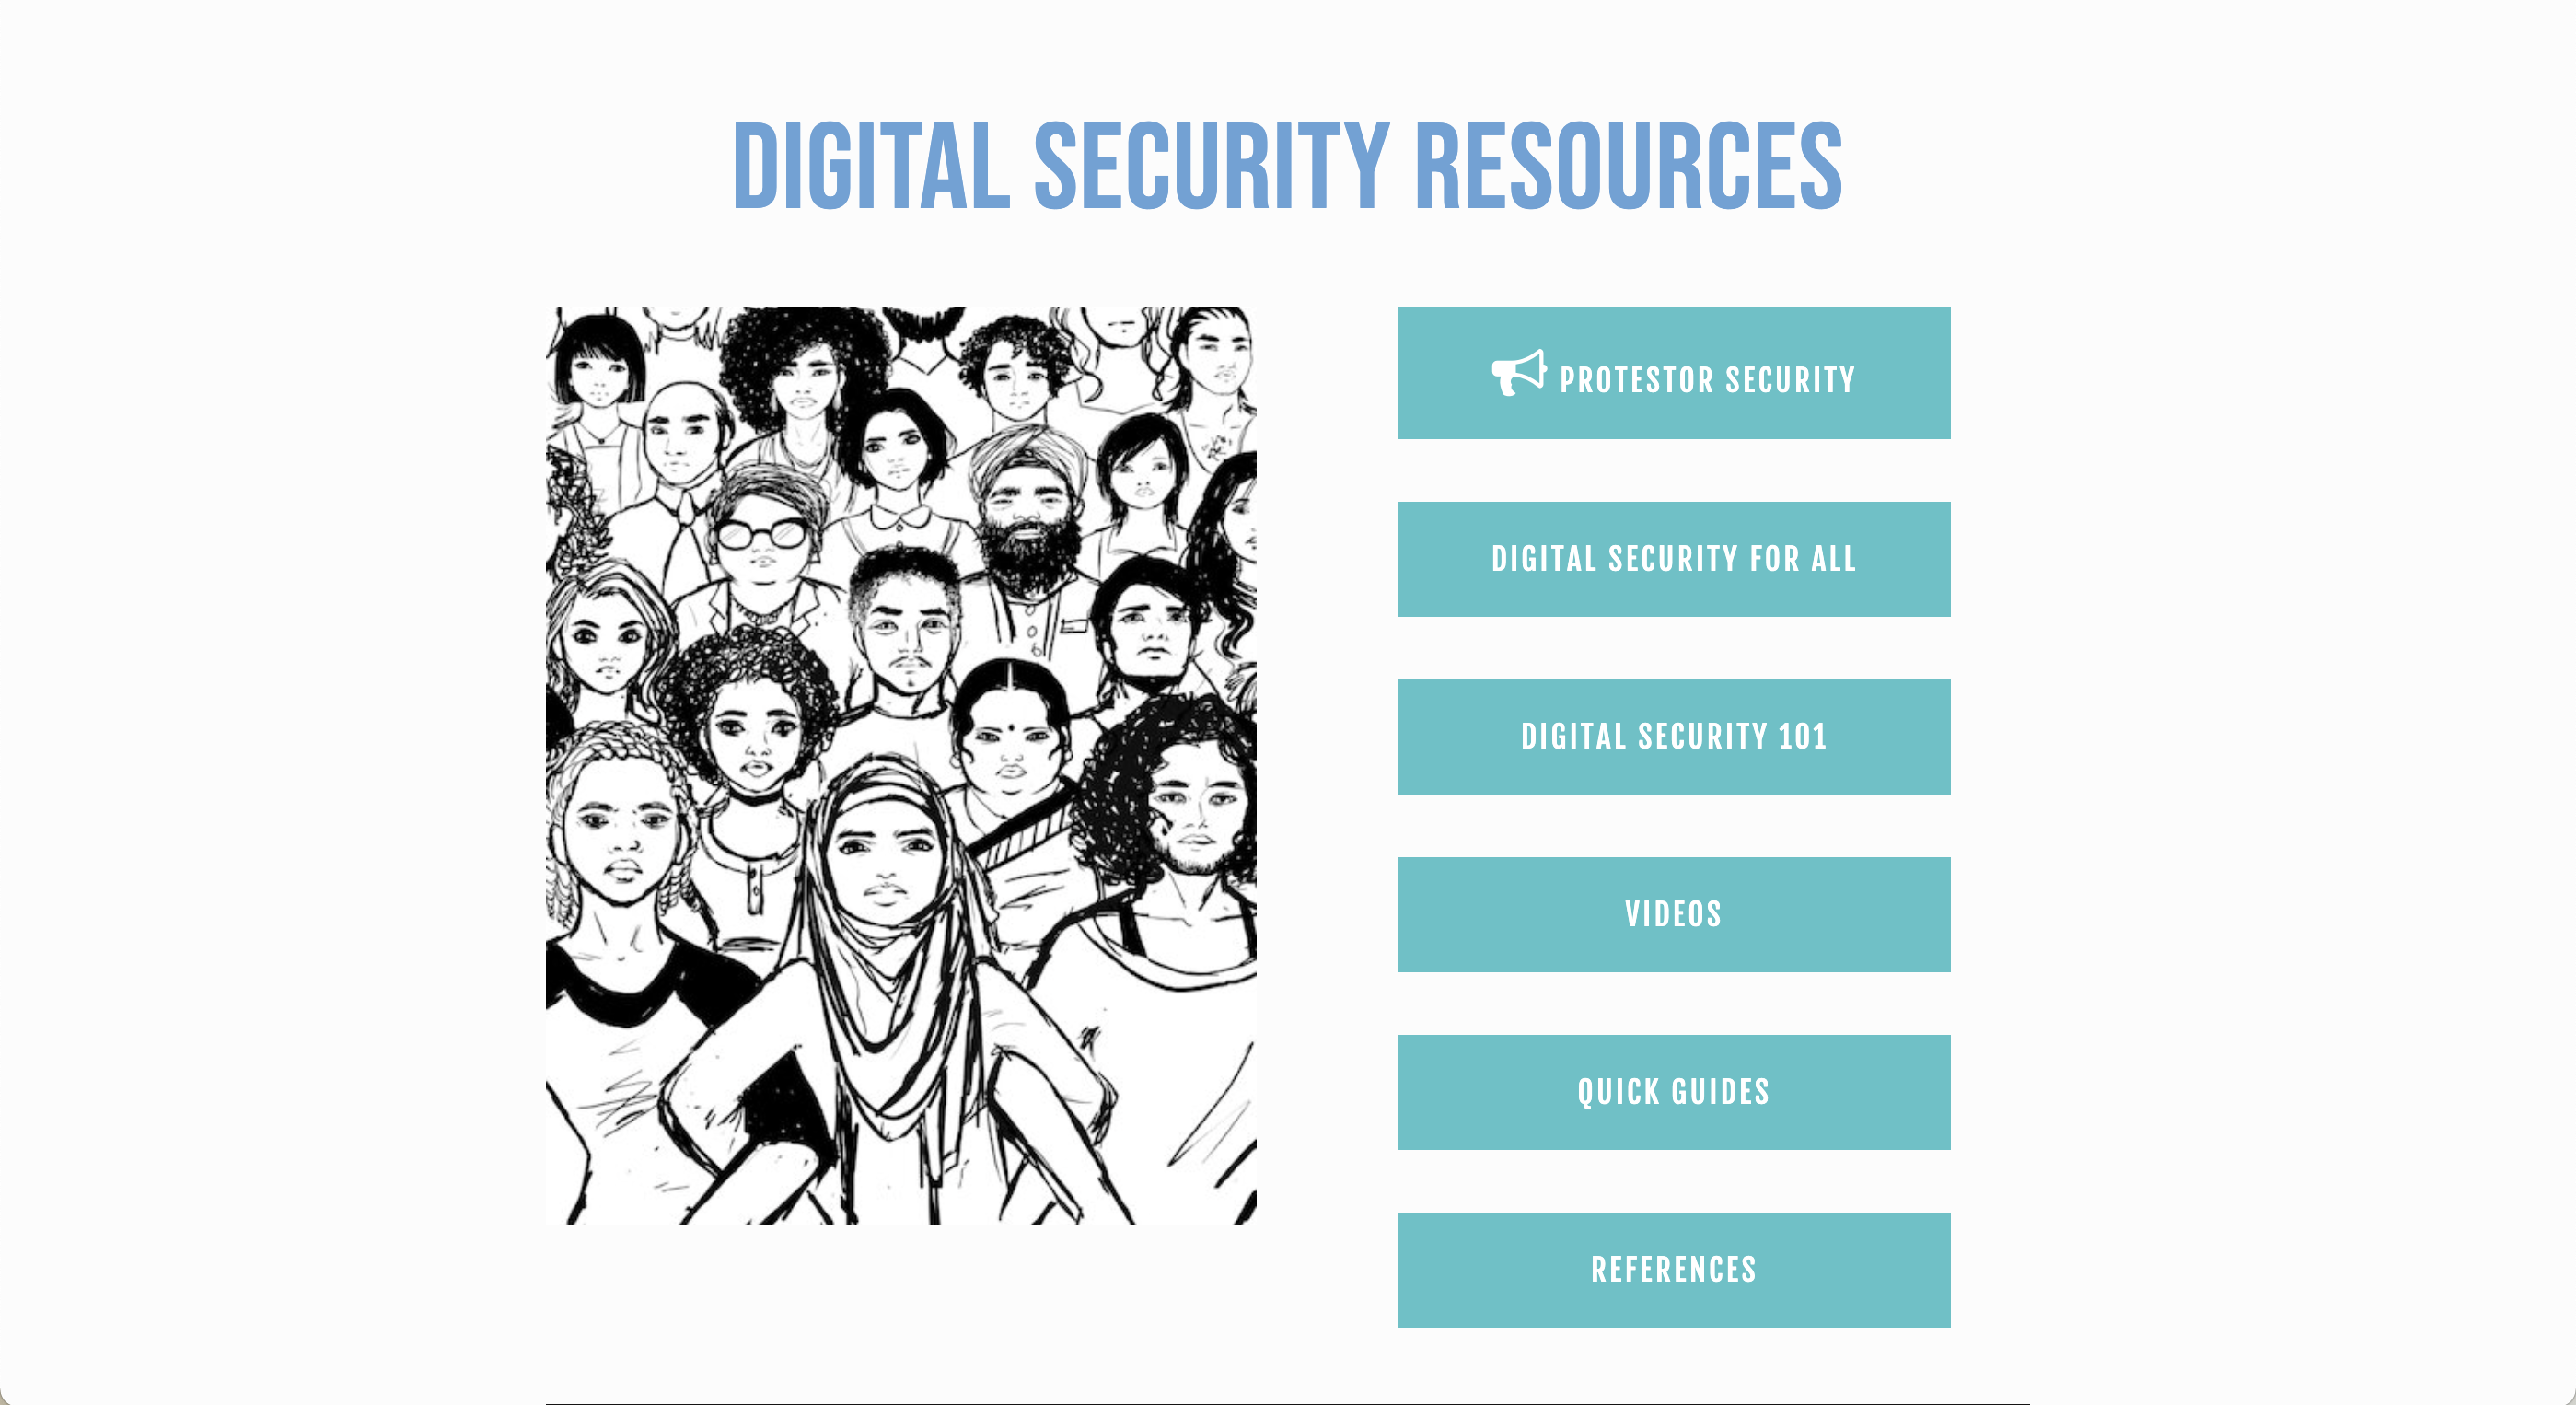 DIGITAL SECURITY RESOURCES
PROTESTOR SECURITY
DIGITAL SECURITY FOR ALL
DIGITAL SECURITY 101
VIDEOS
QUICK GUIDES
REFERENCES